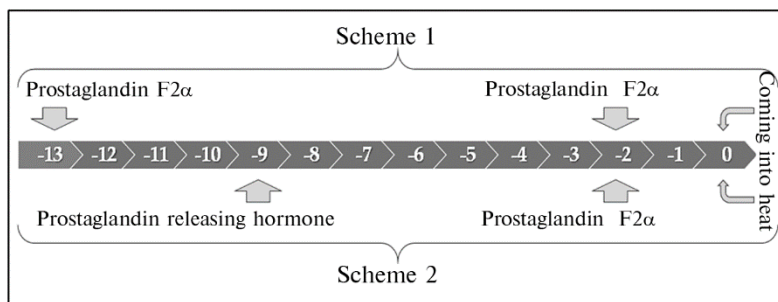 Scheme 1
Prostaglandin F2α
Prostaglandin F2α
-13 -12 -11 -10 -9 -8 -7 -6 -5 -4 -3 -2 -1 0
Coming into heat
Prostaglandin releasing hormone
Prostaglandin F2α
Scheme 2